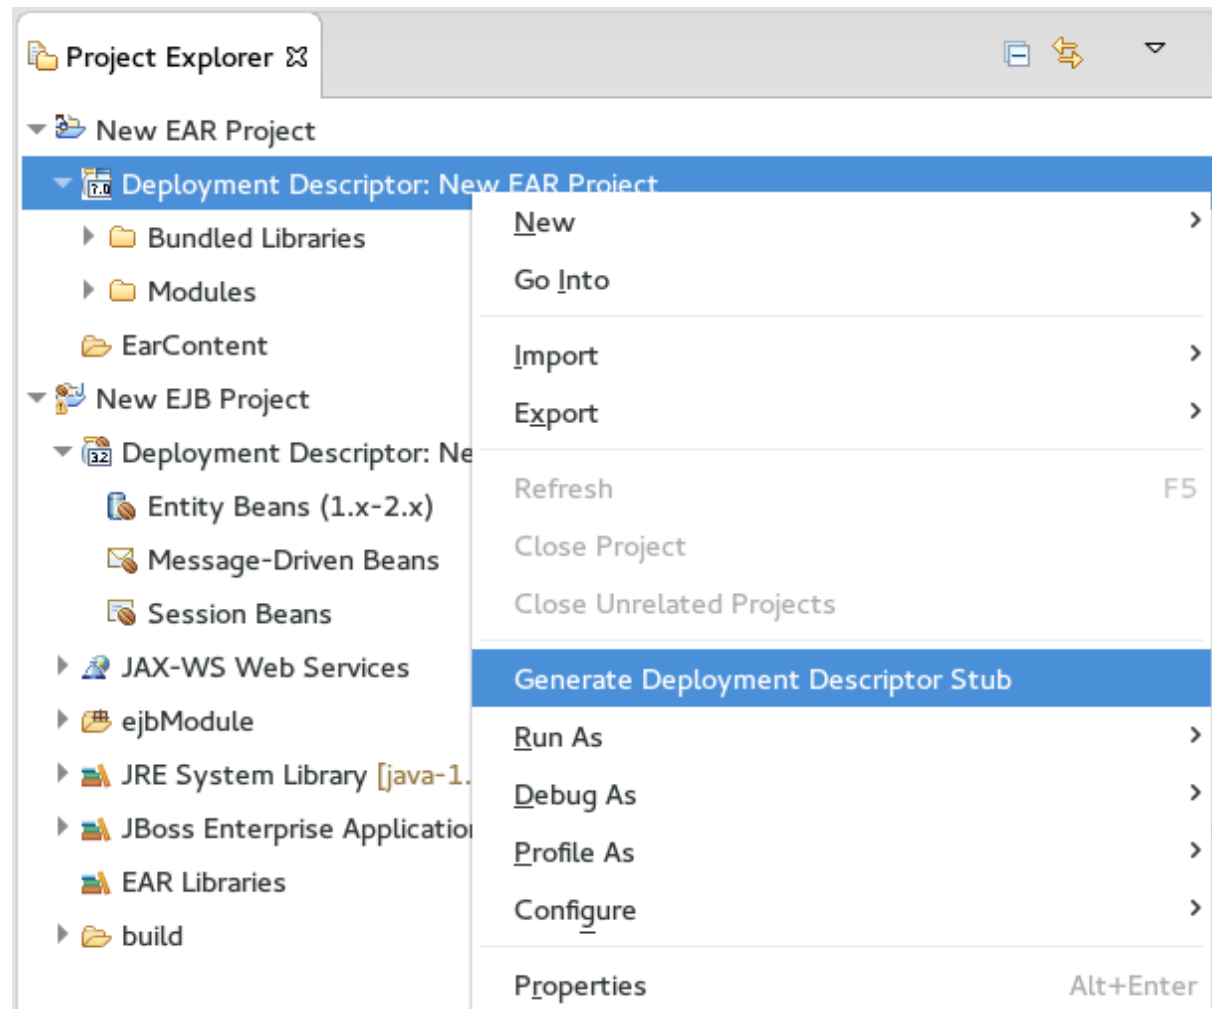 Project Explorer
New EAR Project
Deployment Descriptor: New EAR Project
Bundled Libraries
Modules
EarContent
New EJB Project
Deployment Descriptor: Ne
Entity Beans (1.x-2.x)
Message-Driven Beans
Session Beans
JAX-WS Web Services
ejbModule
JRE System Library [java-1.
JBoss Enterprise Application
EAR Libraries
build
New
Go Into
Import
Export
Refresh F5
Close Project
Close Unrelated Projects
Generate Deployment Descriptor Stub
Run As
Debug As
Profile As
Configure
Properties Alt+Enter